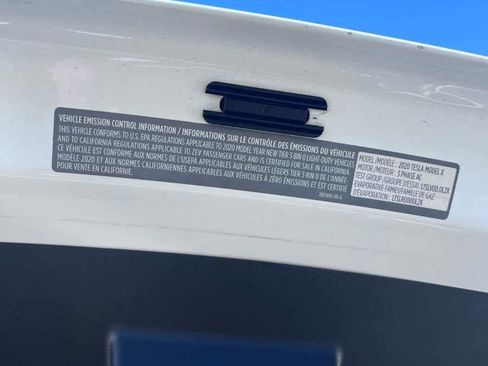 VEHICLE EMISSION CONTROL INFORMATION / INFORMATIONS SUR LE CONTRÔLE DES ÉMISSIONS DU VÉHICULE
THIS VEHICLE CONFORMS TO U.S. EPA REGULATIONS APPLICABLE TO 2020 MODEL YEAR NEW TIER 3 BIN 0 LIGHT-DUTY VEHICLES
AND TO CALIFORNIA REGULATIONS APPLICABLE TO ZEV PASSENGER CARS AND IS CERTIFIED FOR SALE IN CALIFORNIA.
CE VÉHICULE EST CONFORME AUX NORMES DE L'USEPA APPLICABLES AUX VÉHICULES LÉGERS TIER 3 BIN 0 DE L'ANNÉE-
MODÈLE 2020 ET AUX NORMES CALIFORNIENNES APPLICABLES AUX VÉHICULES À ZÉRO ÉMISSIONS ET EST CERTIFIÉ
POUR VENTE EN CALIFORNIE.
MODEL/MODÈLE: 2020 TESLA MODEL X
MOTOR/MOTEUR: 3 PHASE AC
TEST GROUP/GROUPE D'ESSAI: LTSLV00.0L2X
EVAPORATIVE FAMILY/FAMILLE DE GAZ
D'ÉVAPORATION: LTSLR0000L2X